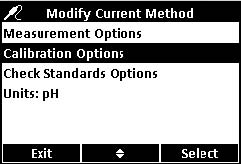 Modify Current Method
Measurement Options
Calibration Options
Check Standards Options
Units: pH
Exit
Select